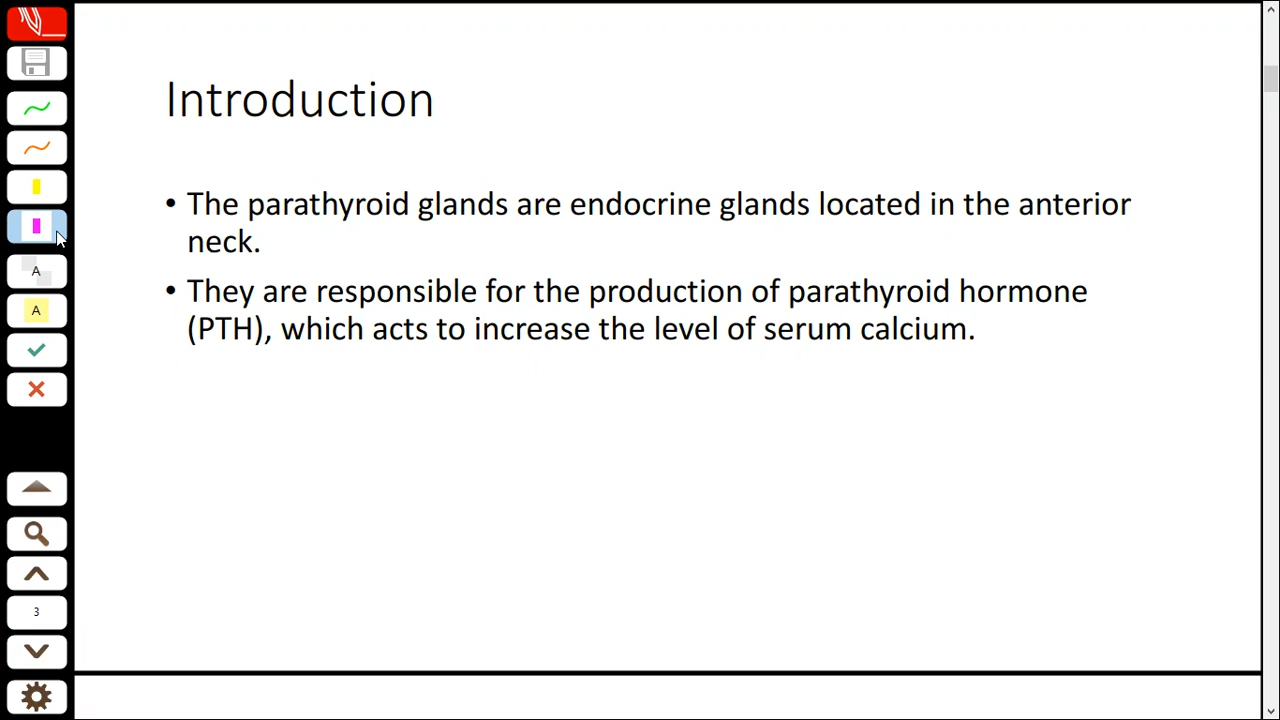 Introduction
• The parathyroid glands are endocrine glands located in the anterior
neck.
• They are responsible for the production of parathyroid hormone
(PTH), which acts to increase the level of serum calcium.
A
A
3